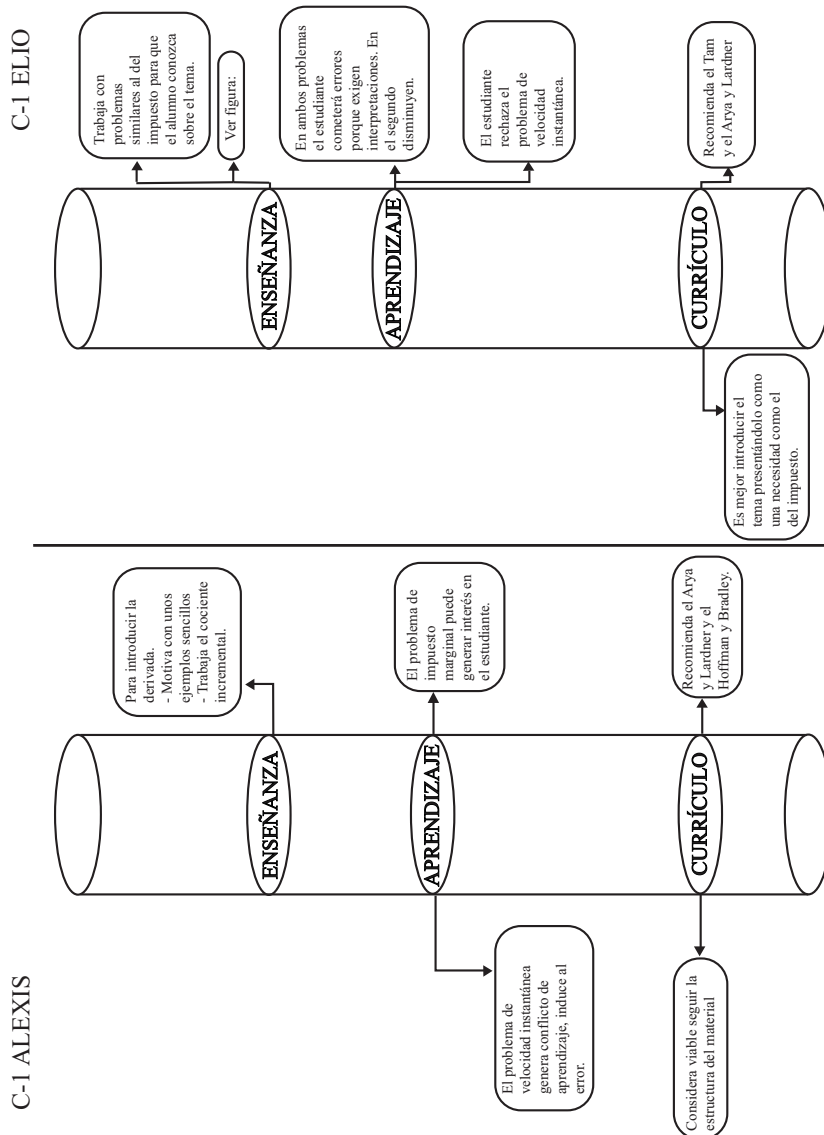 C-1 ALEXIS
Para introducir la
derivada.
- Motiva con unos
ejemplos sencillos
- Trabaja el cociente
incremental.
ENSEÑANZA
El problema de
impuesto
marginal puede
generar interés en
el estudiante.
APRENDIZAJE
El problema de
velocidad instantánea
genera conflicto de
aprendizaje, induce al
error.
Recomienda el Arya
y Lardner y el
Hoffman y Bradley.
CURRÍCULO
Considera viable seguir la
estructura del material
C-1 ELIO
Trabaja con
problemas
similares al del
impuesto para que
el alumno conozca
sobre el tema.
Ver figura:
ENSEÑANZA
En ambos problemas
el estudiante
cometerá errores
porque exigen
interpretaciones. En
el segundo
disminuyen.
El estudiante
rechaza el
problema de
velocidad
instantánea.
APRENDIZAJE
Recomienda el Tam
y el Arya y Lardner
CURRÍCULO
Es mejor introducir el
tema presentándolo como
una necesidad como el
del impuesto.